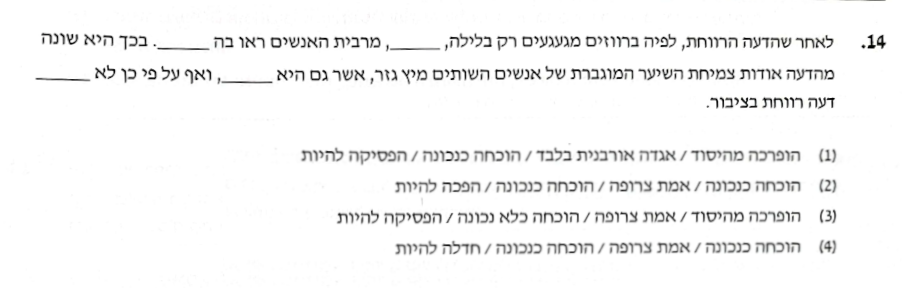 14. לאחר שהדעה הרווחת, לפיה ברווזים מגעגעים רק בלילה, ______, מרבית האנשים ראו בה ______. בכך היא שונה
מהדעה אודות צמיחת השיער המוגברת של אנשים השותים מיץ גזר, אשר גם היא ______, ואף על פי כן לא ______
דעה רווחת בציבור.
(1) הופרכה מהיסוד / אגדה אורבנית בלבד / הוכחה כנכונה / הפסיקה להיות
(2) הוכחה כנכונה / אמת צרופה / הוכחה כנכונה / הפכה להיות
(3) הופרכה מהיסוד / אמת צרופה / הוכחה כלא נכונה / הפסיקה להיות
(4) הוכחה כנכונה / אמת צרופה / הוכחה כנכונה / חדלה להיות